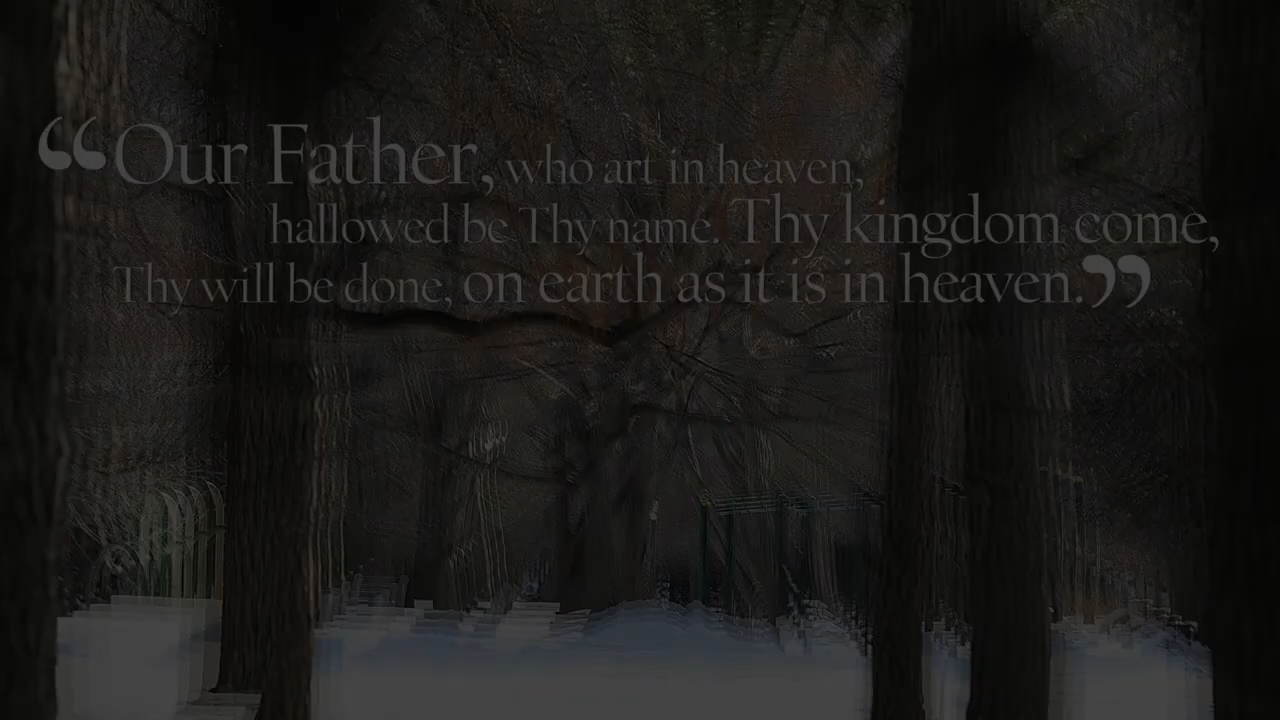 “Our Father, who art in heaven,
hallowed be Thy name. Thy kingdom come,
Thy will be done, on earth as it is in heaven.”